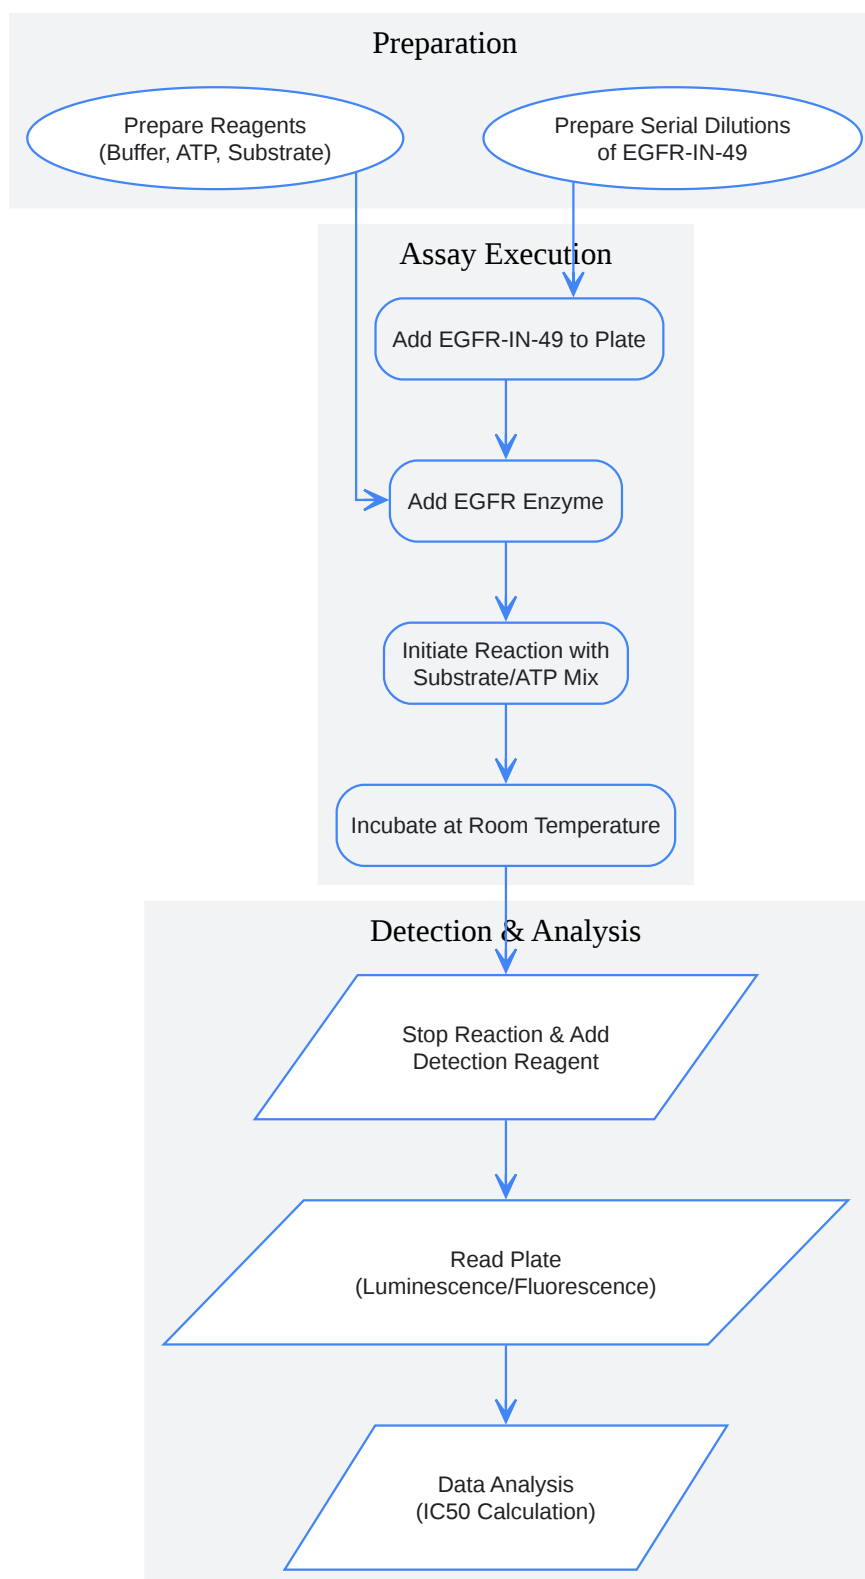 Preparation
Prepare Reagents
(Buffer, ATP, Substrate)
Prepare Serial Dilutions
of EGFR-IN-49
Assay Execution
Add EGFR-IN-49 to Plate
Add EGFR Enzyme
Initiate Reaction with
Substrate/ATP Mix
Incubate at Room Temperature
Detection & Analysis
Stop Reaction & Add
Detection Reagent
Read Plate
(Luminescence/Fluorescence)
Data Analysis
(IC50 Calculation)